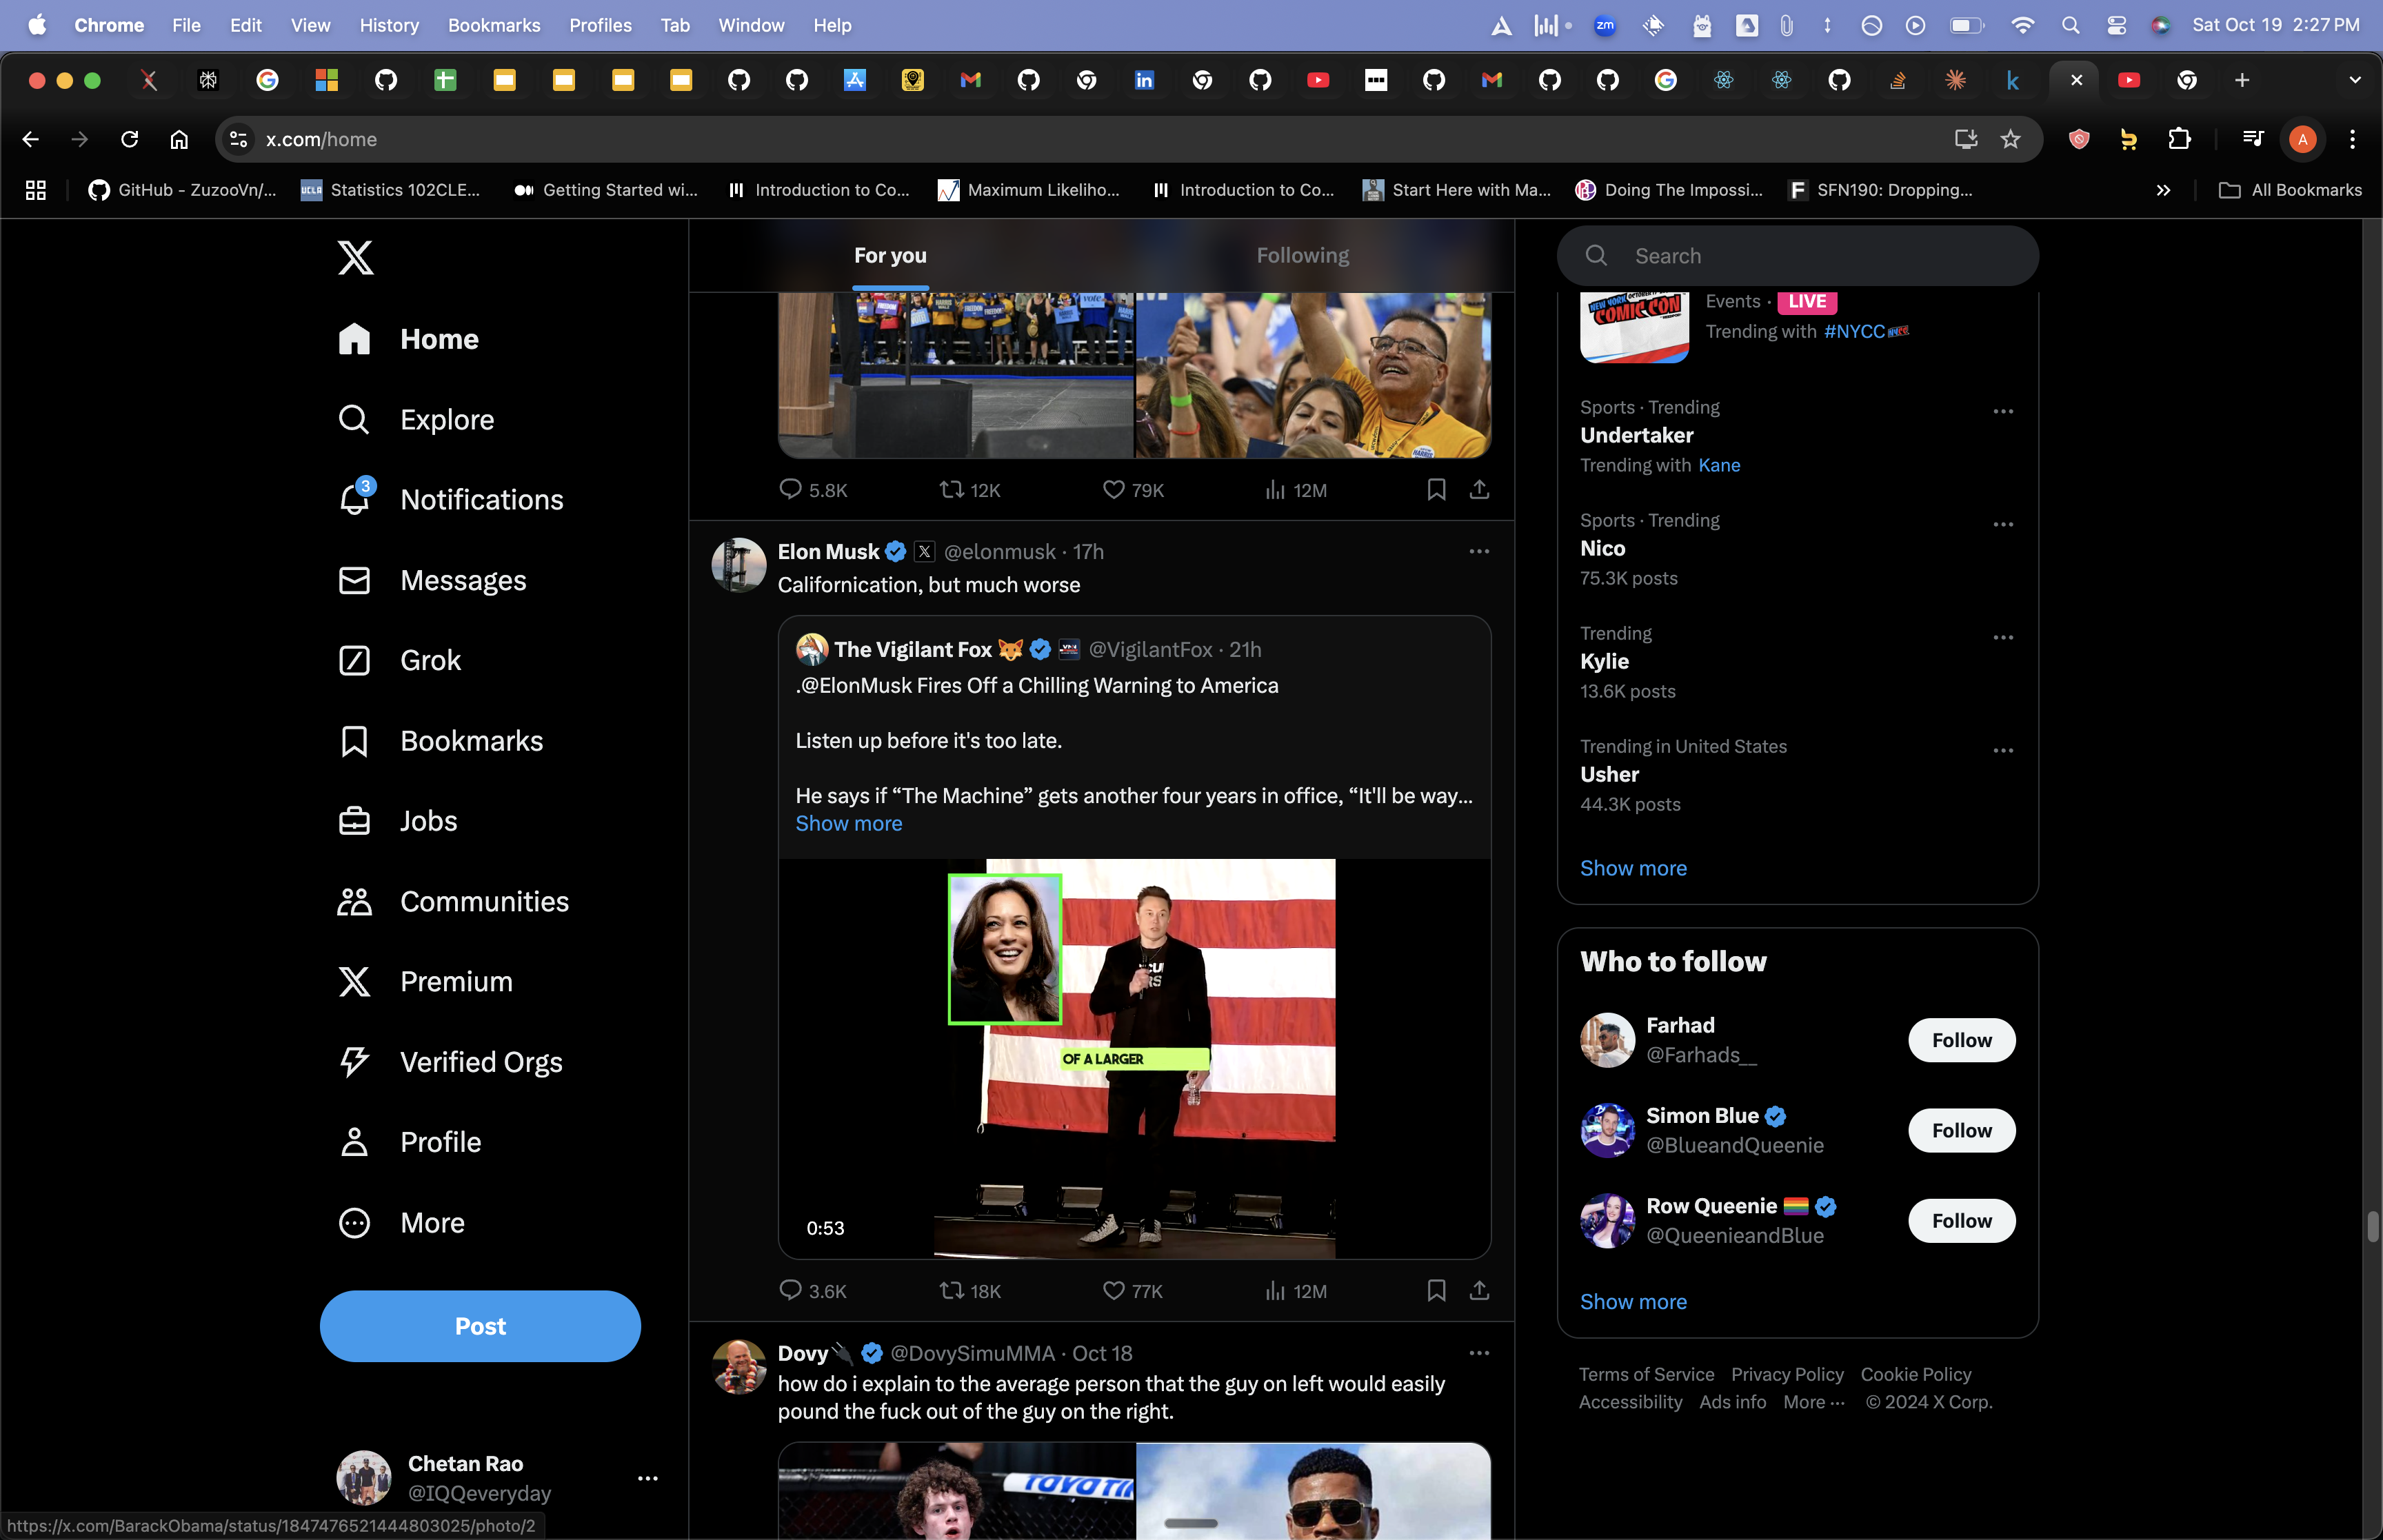 Chrome File Edit View History Bookmarks Profiles Tab Window Help
zm
Sat Oct 19 2:27 PM
x.com/home
A
GitHub - ZuzooVn/...
UCLA Statistics 102CLE...
Getting Started wi...
Introduction to Co...
Maximum Likeliho...
Introduction to Co...
Start Here with Ma...
Doing The Impossi...
SFN190: Dropping...
All Bookmarks
Home
Explore
3
Notifications
Messages
Grok
Bookmarks
Jobs
Communities
Premium
Verified Orgs
Profile
More
Post
Chetan Rao
@IQQeveryday
https://x.com/BarackObama/status/1847476521444803025/photo/2
For you
Following
5.8K 12K 79K 12M
Elon Musk @elonmusk · 17h
Californication, but much worse
The Vigilant Fox 🦊 @VigilantFox · 21h
.@ElonMusk Fires Off a Chilling Warning to America
Listen up before it's too late.
He says if “The Machine” gets another four years in office, “It'll be way...
Show more
OF A LARGER
0:53
3.6K 18K 77K 12M
Dovy🔌 @DovySimuMMA · Oct 18
how do i explain to the average person that the guy on left would easily
pound the fuck out of the guy on the right.
Search
NEW YORK
COMIC CON
Events · LIVE
Trending with #NYCC
Sports · Trending
Undertaker
Trending with Kane
Sports · Trending
Nico
75.3K posts
Trending
Kylie
13.6K posts
Trending in United States
Usher
44.3K posts
Show more
Who to follow
Farhad
@Farhads__
Follow
Simon Blue
@BlueandQueenie
Follow
Row Queenie 🏳️‍🌈
@QueenieandBlue
Follow
Show more
Terms of Service Privacy Policy Cookie Policy
Accessibility Ads info More ··· © 2024 X Corp.